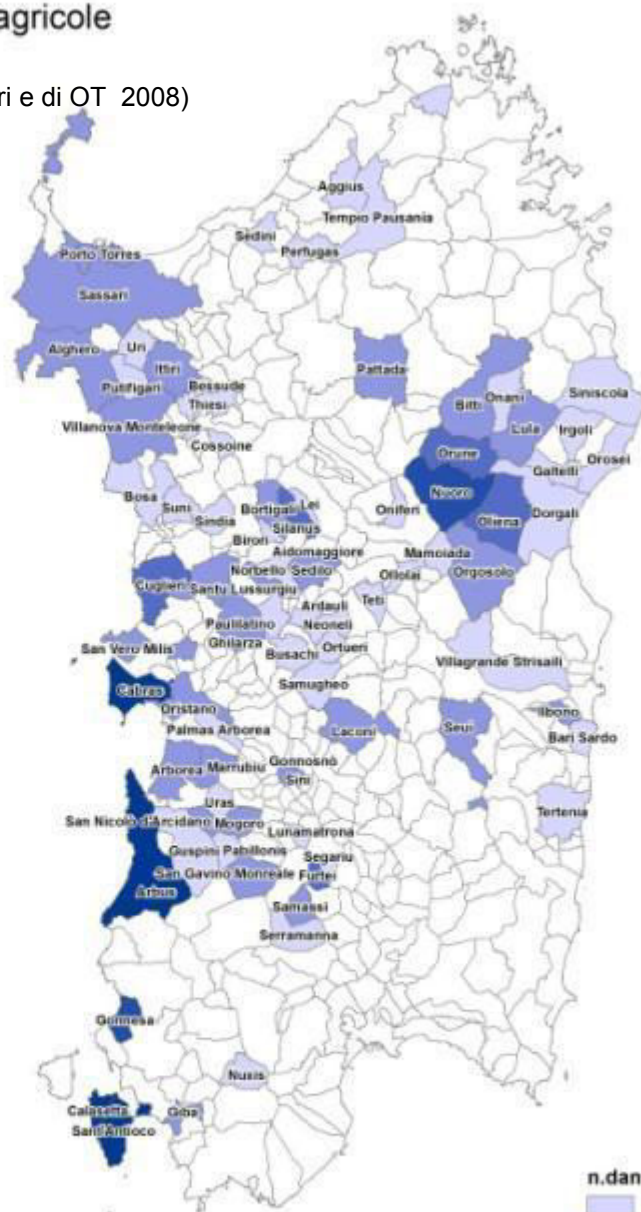 agricole
ri e di OT 2008)
Aggius
Tempio Pausania
Sedini
Perfugas
Porto Torres
Sassari
Alghero
Uri
Ittiri
Putifigari
Bessude
Thiesi
Pattada
Villanova Monteleone
Cossoine
Bitti
Onani
Siniscola
Lula
Irgoli
Orune
Galtelli
Orosei
Nuoro
Oliena
Dorgali
Oniferi
Bosa
Suni
Sindia
Bortigali
Lei
Silanus
Birori
Aidomaggiore
Mamoiada
Orgosolo
Ollolai
Cuglieri
Santu Lussurgiu
Norbello
Sedilo
Ardauli
Teti
Paulilatino
Neoneli
Ghilarza
Ortueri
Busachi
San Vero Milis
Samugheo
Villagrande Strisaili
Cabras
Oristano
Palmas Arborea
Laconi
Seui
Ilbono
Bari Sardo
Arborea
Marrubiu
Gonnosnò
Sini
Uras
San Nicolo d'Arcidano
Mogoro
Lunamatrona
Tertenia
Guspini
Pabillonis
Segariu
San Gavino Monreale
Furtei
Arbus
Samassi
Serramanna
Gonnesa
Nuxis
Calasetta
Giba
Sant'Antioco
n.dan